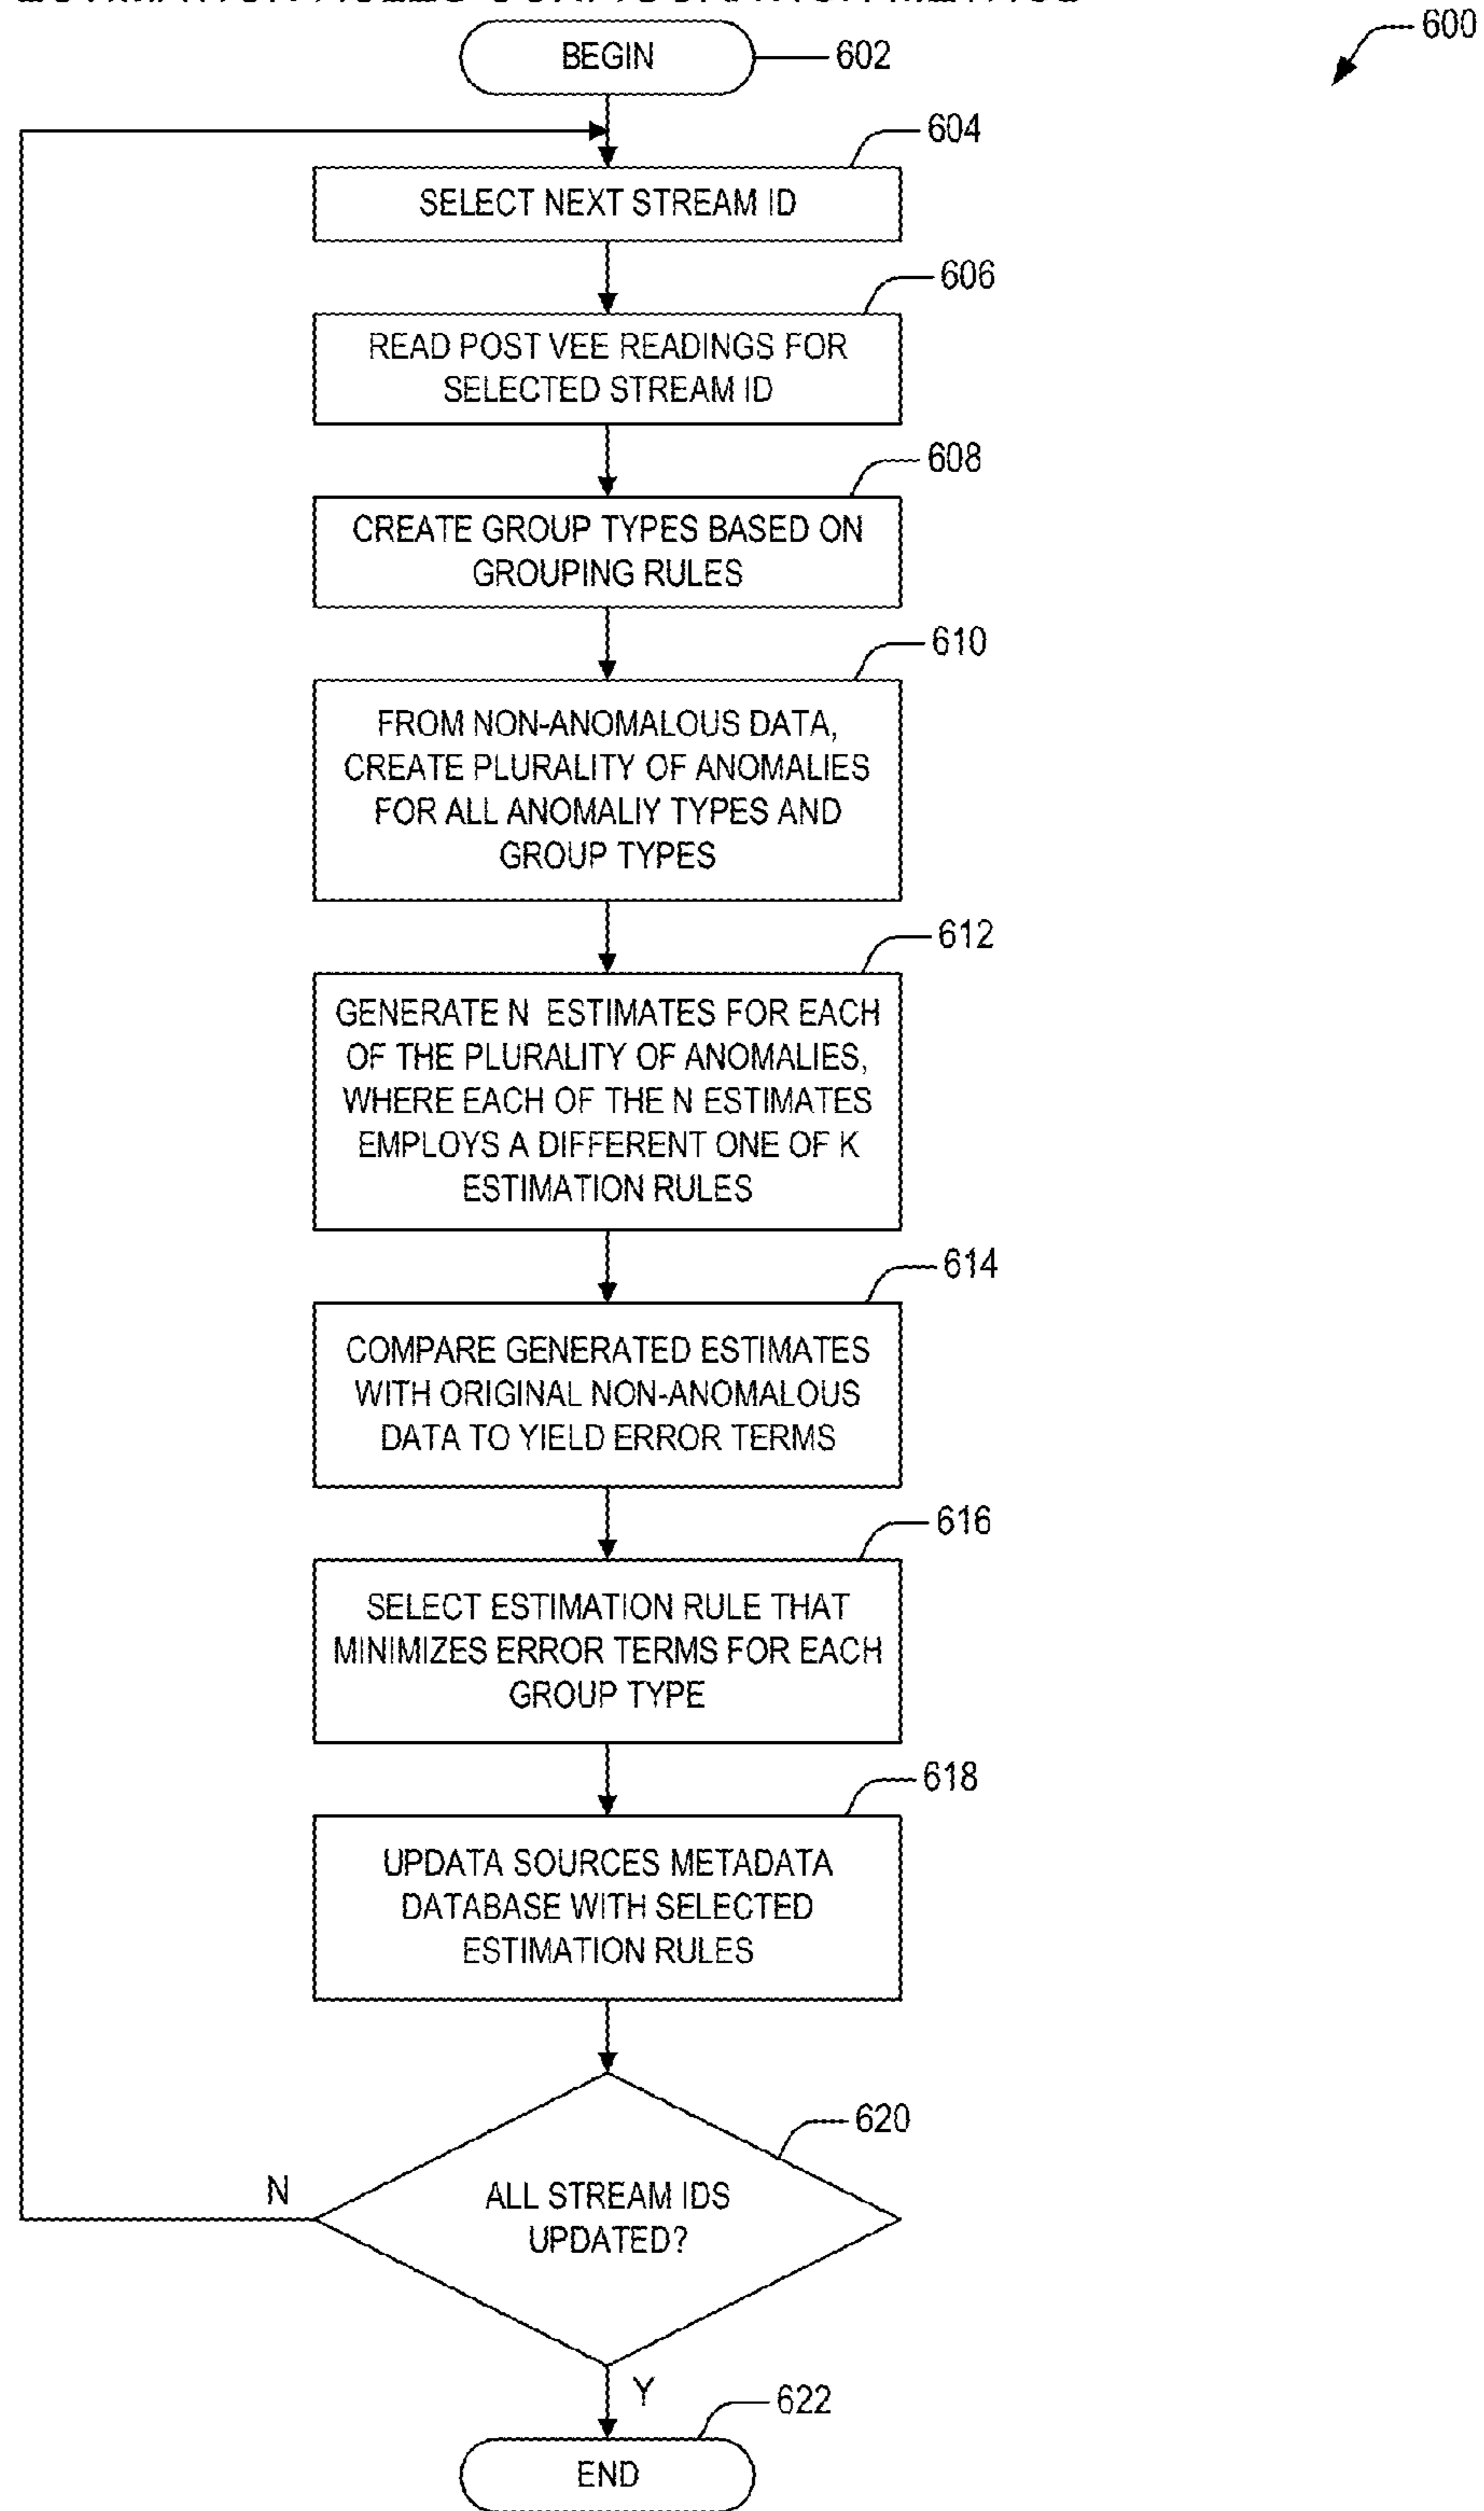 600
BEGIN
602
604
SELECT NEXT STREAM ID
606
READ POST VEE READINGS FOR
SELECTED STREAM ID
608
CREATE GROUP TYPES BASED ON
GROUPING RULES
610
FROM NON-ANOMALOUS DATA,
CREATE PLURALITY OF ANOMALIES
FOR ALL ANOMALIY TYPES AND
GROUP TYPES
612
GENERATE N ESTIMATES FOR EACH
OF THE PLURALITY OF ANOMALIES,
WHERE EACH OF THE N ESTIMATES
EMPLOYS A DIFFERENT ONE OF K
ESTIMATION RULES
614
COMPARE GENERATED ESTIMATES
WITH ORIGINAL NON-ANOMALOUS
DATA TO YIELD ERROR TERMS
616
SELECT ESTIMATION RULE THAT
MINIMIZES ERROR TERMS FOR EACH
GROUP TYPE
618
UPDATA SOURCES METADATA
DATABASE WITH SELECTED
ESTIMATION RULES
620
N
ALL STREAM IDS
UPDATED?
Y
622
END